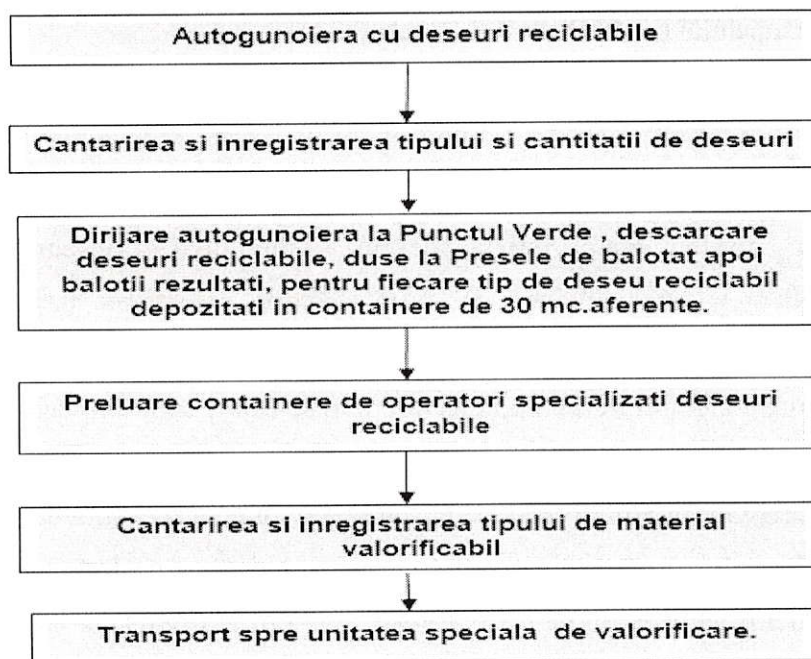 Autogunoiera cu deseuri reciclabile
Cantarirea si inregistrarea tipului si cantitatii de deseuri
Dirijare autogunoiera la Punctul Verde , descarcare
deseuri reciclabile, duse la Presele de balotat apoi
balotii rezultati, pentru fiecare tip de deseu reciclabil
depozitati in containere de 30 mc.aferente.
Preluare containere de operatori specializati deseuri
reciclabile
Cantarirea si inregistrarea tipului de material
valorificabil
Transport spre unitatea speciala de valorificare.